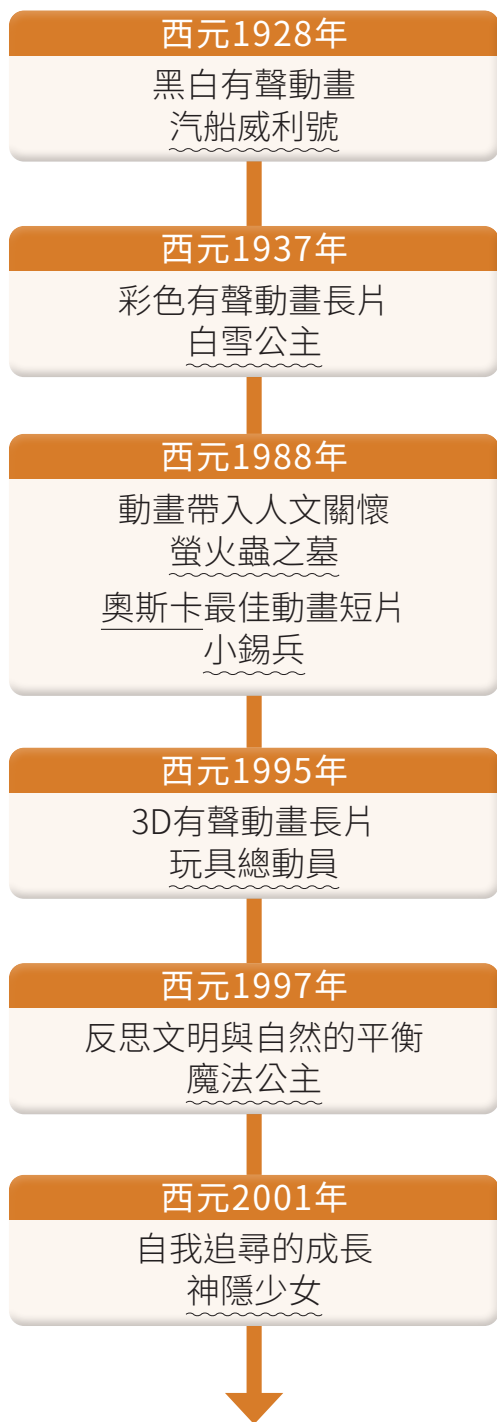 西元1928年
黑白有聲動畫
汽船威利號
西元1937年
彩色有聲動畫長片
白雪公主
西元1988年
動畫帶入人文關懷
螢火蟲之墓
奧斯卡最佳動畫短片
小錫兵
西元1995年
3D有聲動畫長片
玩具總動員
西元1997年
反思文明與自然的平衡
魔法公主
西元2001年
自我追尋的成長
神隱少女